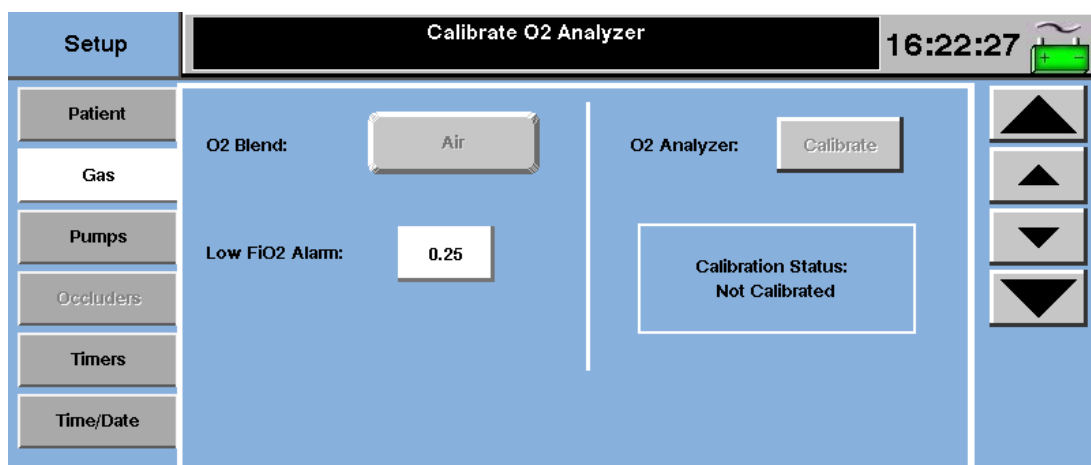 Setup
Calibrate O2 Analyzer
16:22:27
+ -
Patient
Gas
Pumps
Occluders
Timers
Time/Date
O2 Blend:
Air
Low FiO2 Alarm:
0.25
O2 Analyzer:
Calibrate
Calibration Status:
Not Calibrated